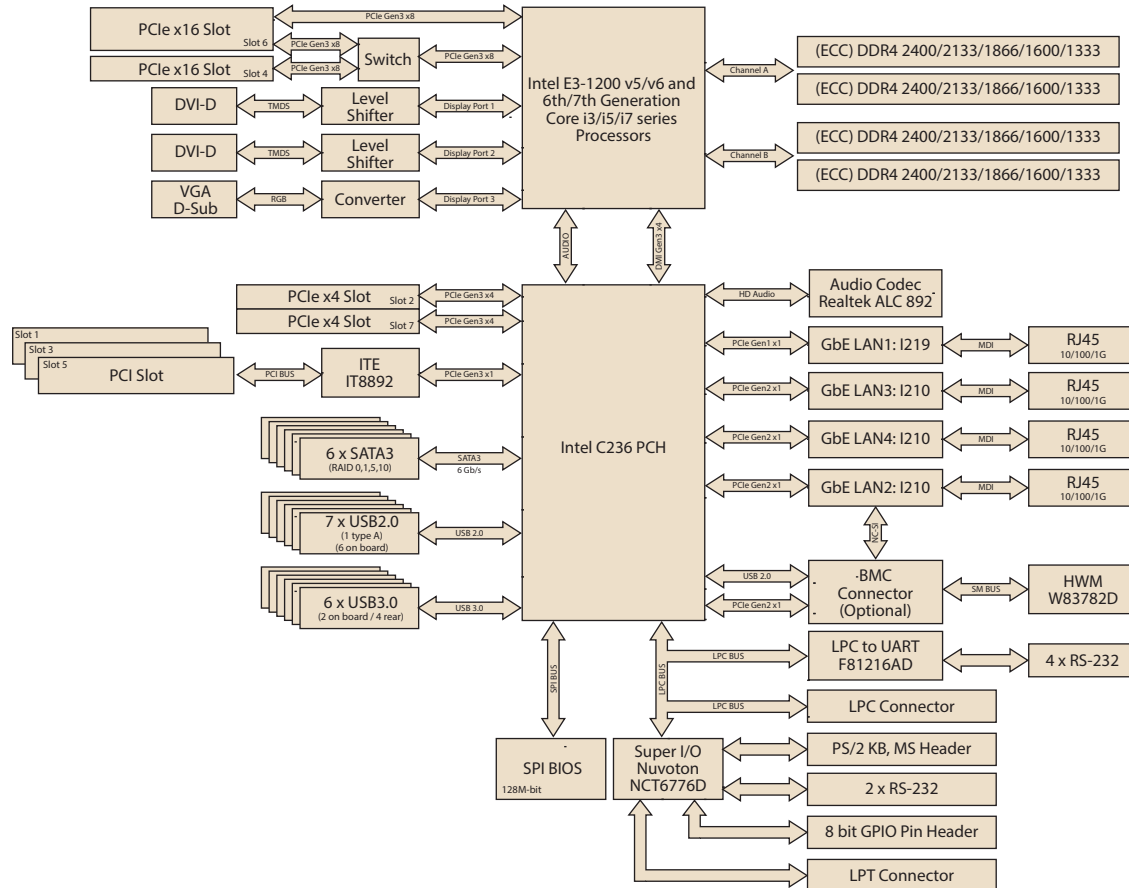 PCIe x16 Slot
Slot 6
PCIe Gen3 x8
PCIe Gen3 x8
PCIe x16 Slot
Slot 4
PCIe Gen3 x8
Switch
PCIe Gen3 x8
DVI-D
TMDS
Level
Shifter
Display Port 1
DVI-D
TMDS
Level
Shifter
Display Port 2
VGA
D-Sub
RGB
Converter
Display Port 3
Intel E3-1200 v5/v6 and
6th/7th Generation
Core i3/i5/i7 series
Processors
Channel A
(ECC) DDR4 2400/2133/1866/1600/1333
(ECC) DDR4 2400/2133/1866/1600/1333
Channel B
(ECC) DDR4 2400/2133/1866/1600/1333
(ECC) DDR4 2400/2133/1866/1600/1333
AUDIO
DMI Gen3 x4
PCIe x4 Slot
Slot 2
PCIe Gen3 x4
PCIe x4 Slot
Slot 7
PCIe Gen3 x4
Slot 1
Slot 3
Slot 5
PCI Slot
PCI BUS
ITE
IT8892
PCIe Gen3 x1
6 x SATA3
(RAID 0,1,5,10)
SATA3
6 Gb/s
7 x USB2.0
(1 type A)
(6 on board)
USB 2.0
6 x USB3.0
(2 on board / 4 rear)
USB 3.0
Intel C236 PCH
HD Audio
Audio Codec
Realtek ALC 892
PCIe Gen1 x1
GbE LAN1: I219
MDI
RJ45
10/100/1G
PCIe Gen2 x1
GbE LAN3: I210
MDI
RJ45
10/100/1G
PCIe Gen2 x1
GbE LAN4: I210
MDI
RJ45
10/100/1G
PCIe Gen2 x1
GbE LAN2: I210
MDI
RJ45
10/100/1G
NC-SI
USB 2.0
PCIe Gen2 x1
BMC
Connector
(Optional)
SM BUS
HWM
W83782D
SPI BUS
LPC BUS
LPC BUS
LPC to UART
F81216AD
4 x RS-232
LPC BUS
LPC Connector
SPI BIOS
128M-bit
Super I/O
Nuvoton
NCT6776D
PS/2 KB, MS Header
2 x RS-232
8 bit GPIO Pin Header
LPT Connector